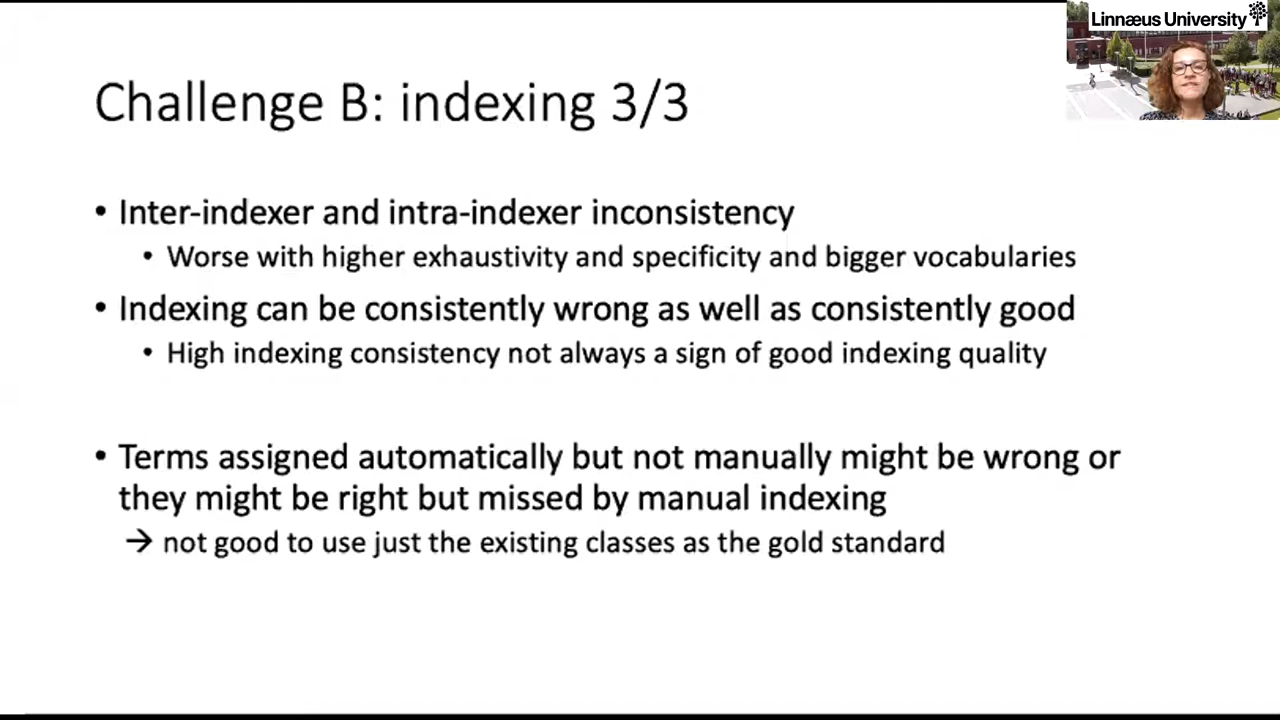 Linnæus University
Challenge B: indexing 3/3
• Inter-indexer and intra-indexer inconsistency
• Worse with higher exhaustivity and specificity and bigger vocabularies
• Indexing can be consistently wrong as well as consistently good
• High indexing consistency not always a sign of good indexing quality
• Terms assigned automatically but not manually might be wrong or
they might be right but missed by manual indexing
→ not good to use just the existing classes as the gold standard